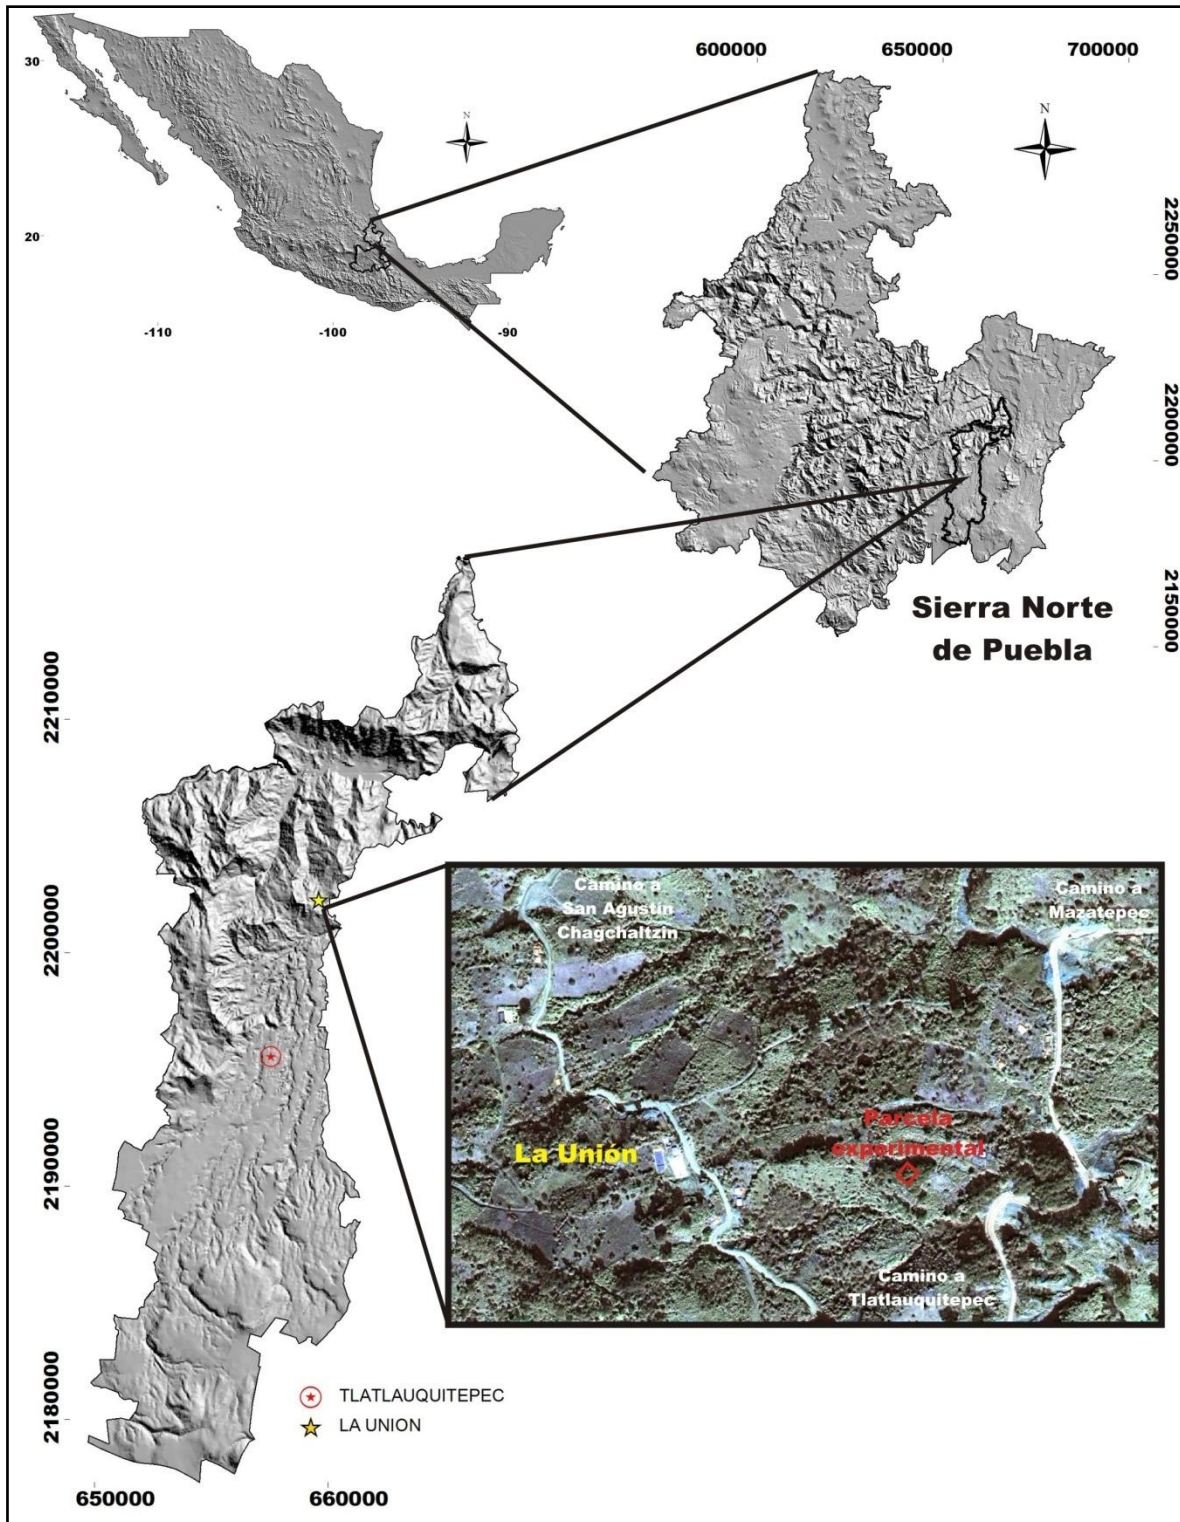 600000
650000
700000
30
N
N
20
-110
-100
-90
2250000
2200000
2150000
Sierra Norte
de Puebla
2210000
2200000
2190000
2180000
Camino a
San Agustín
Chagchaltzin
Camino a
Mazatepec
La Unión
Parcela
experimental
Camino a
Tlatlauquitepec
TLATLAUQUITEPEC
LA UNION
650000
660000